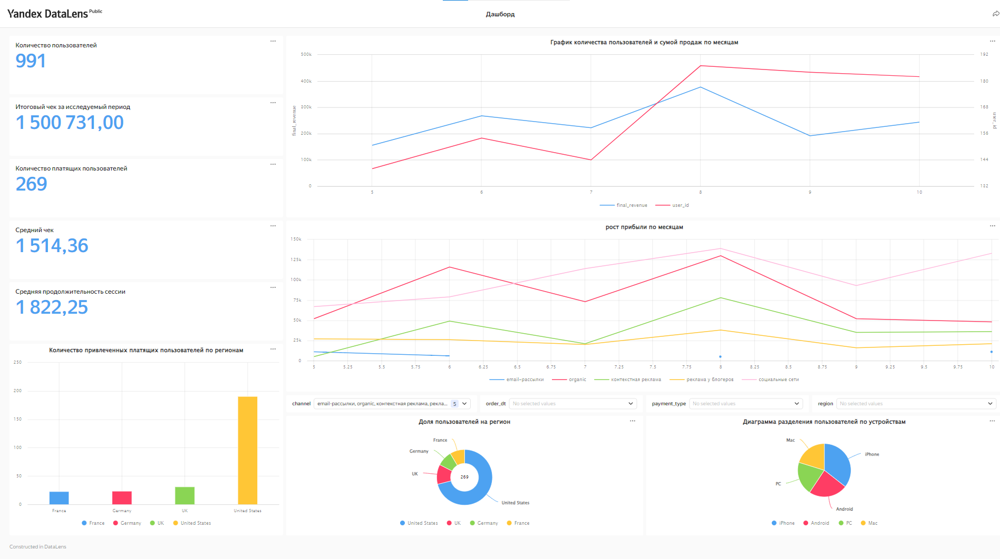 Yandex DataLens Public
Дашборд
Количество пользователей
991
Итоговый чек за исследуемый период
1 500 731,00
Количество платящих пользователей
269
Средний чек
1 514,36
Средняя продолжительность сессии
1 822,25
График количества пользователей и сумой продаж по месяцам
500k
400k
300k
200k
100k
0
final_revenue
192
180
168
156
144
132
user_id
5 6 7 8 9 10
final_revenue user_id
рост прибыли по месяцам
150k
125k
100k
75k
50k
25k
0
5 5.25 5.5 5.75 6 6.25 6.5 6.75 7 7.25 7.5 7.75 8 8.25 8.5 8.75 9 9.25 9.5 9.75 10
email-рассылки organic контекстная реклама реклама у блогеров социальные сети
Количество привлеченных платящих пользователей по регионам
250
200
150
100
50
0
France Germany UK United States
France Germany UK United States
channel email-рассылки, organic, контекстная реклама, рекла... 5
order_dt No selected values
payment_type No selected values
region No selected values
Доля пользователей на регион
France
Germany
UK
269
United States
United States UK Germany France
Диаграмма разделения пользователей по устройствам
Mac
iPhone
PC
Android
iPhone Android PC Mac
Constructed in DataLens